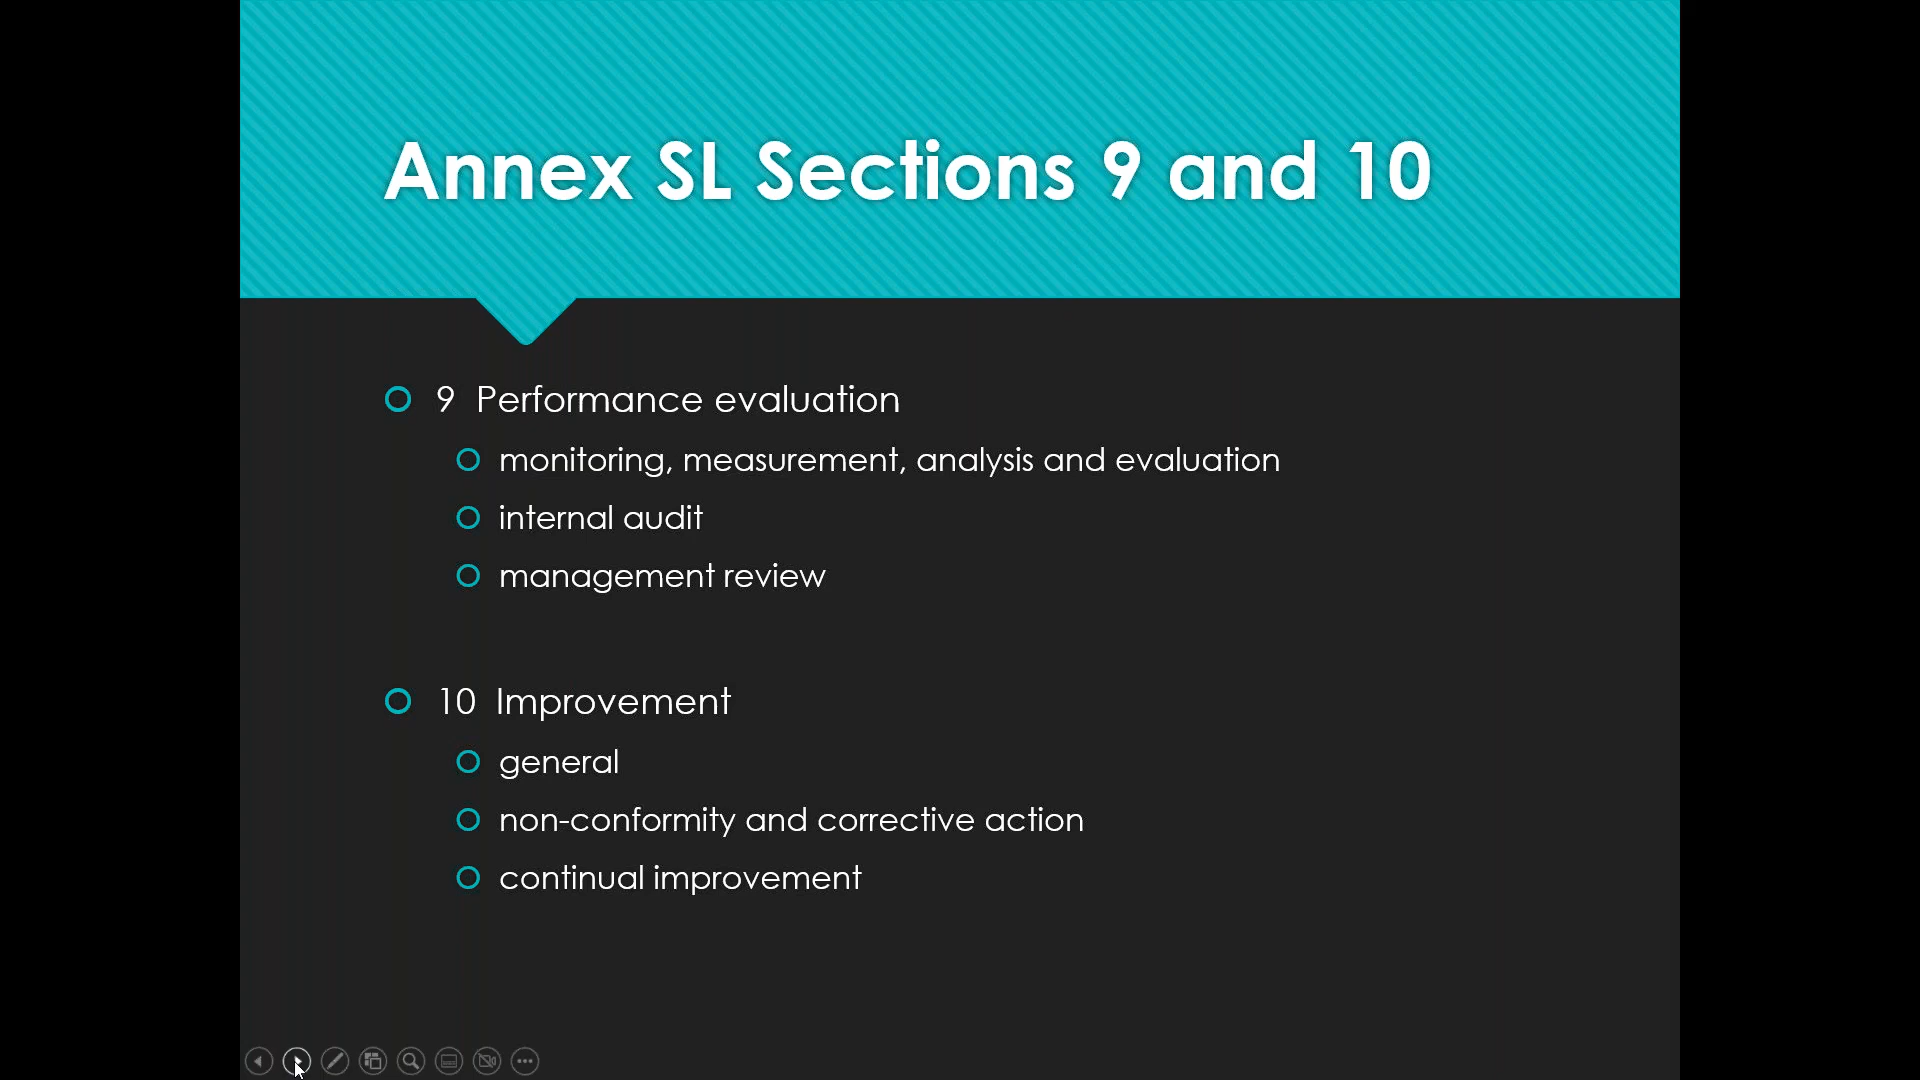 Annex SL Sections 9 and 10
9 Performance evaluation
monitoring, measurement, analysis and evaluation
internal audit
management review
10 Improvement
general
non-conformity and corrective action
continual improvement